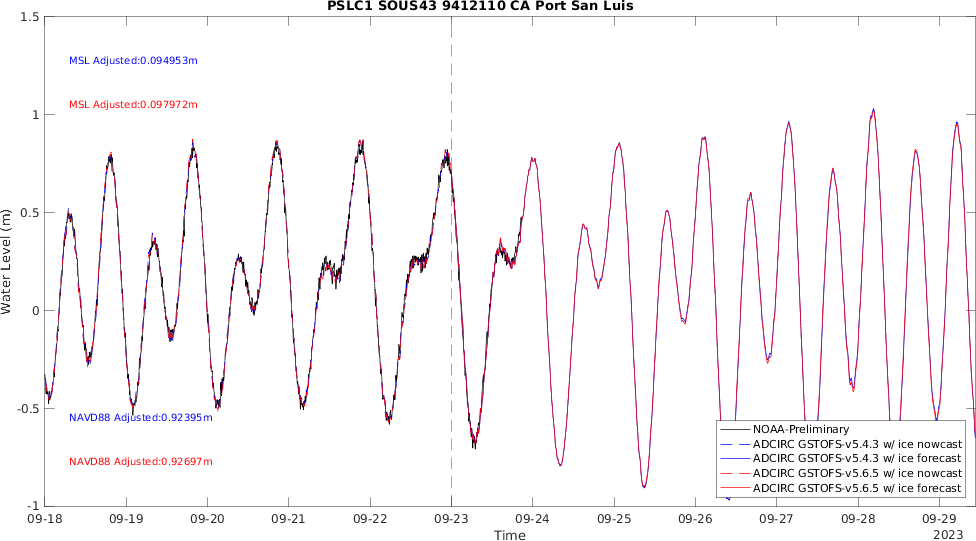 PSLC1 SOUS43 9412110 CA Port San Luis
1.5
MSL Adjusted:0.094953m
MSL Adjusted:0.097972m
1
0.5
Water Level (m)
0
-0.5
NAVD88 Adjusted:0.92395m
NAVD88 Adjusted:0.92697m
NOAA-Preliminary
ADCIRC GSTOFS-v5.4.3 w/ ice nowcast
ADCIRC GSTOFS-v5.4.3 w/ ice forecast
ADCIRC GSTOFS-v5.6.5 w/ ice nowcast
ADCIRC GSTOFS-v5.6.5 w/ ice forecast
-1
09-18 09-19 09-20 09-21 09-22 09-23 09-24 09-25 09-26 09-27 09-28 09-29
Time
2023